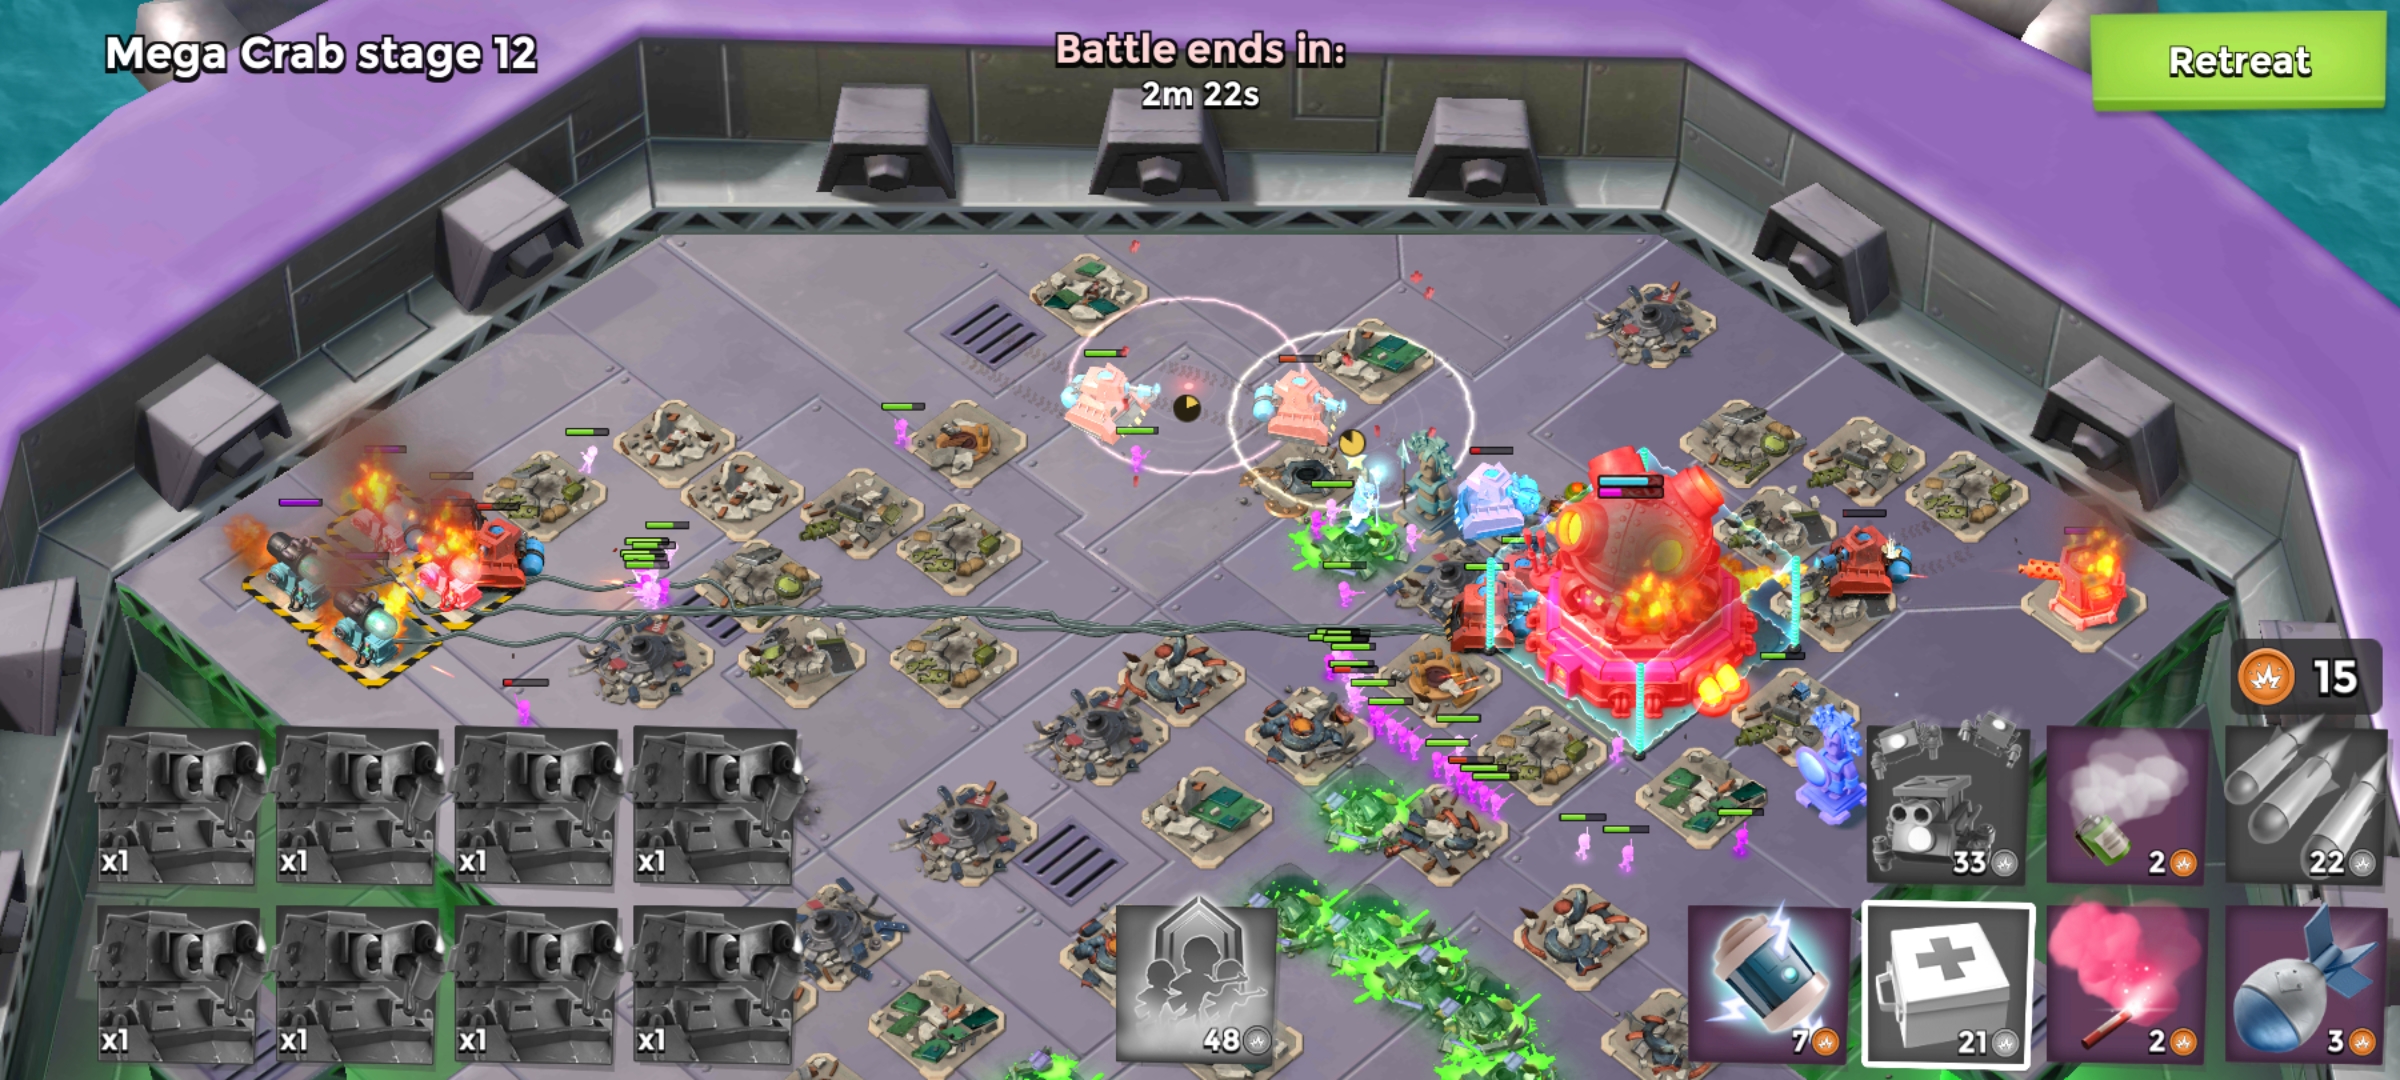 Mega Crab stage 12
Battle ends in:
2m 22s
Retreat
15
x1
x1
x1
x1
33
2
22
x1
x1
x1
x1
48
7
21
2
3